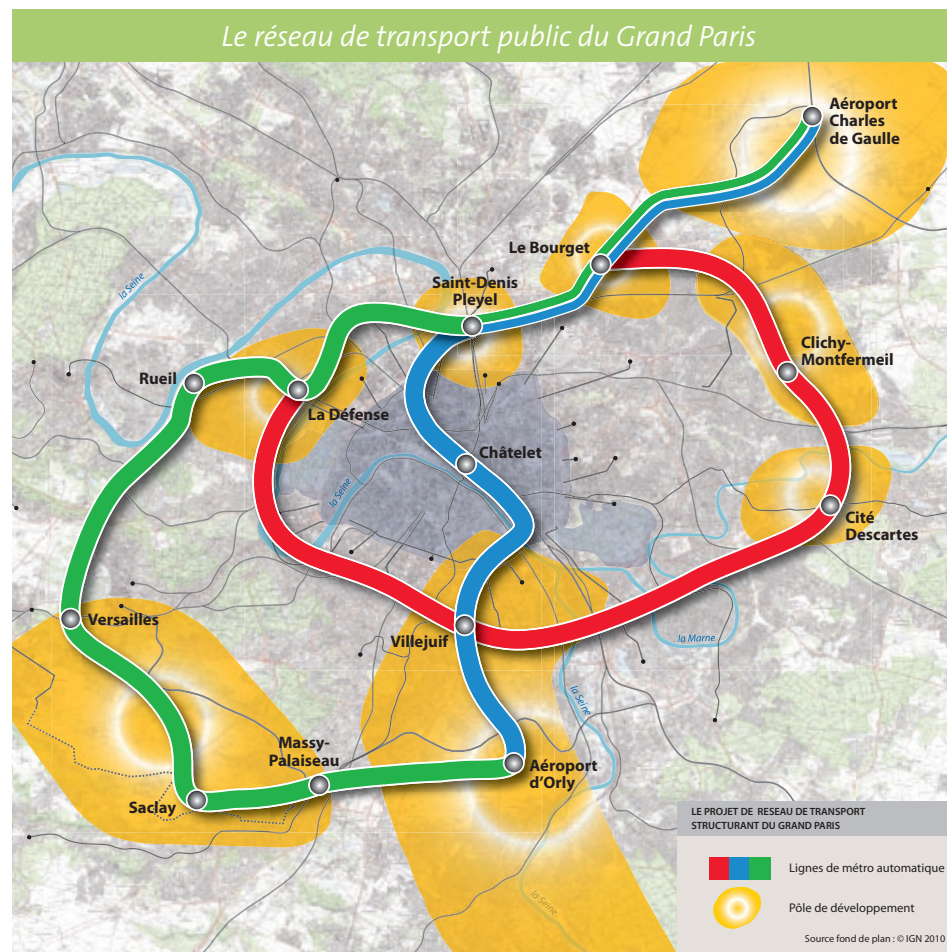 Le réseau de transport public du Grand Paris
Aéroport
Charles
de Gaulle
Le Bourget
la Seine
Saint-Denis
Pleyel
Clichy-
Montfermeil
Rueil
La Défense
Châtelet
la Seine
Cité
Descartes
Versailles
Villejuif
la Marne
la Seine
Massy-
Palaiseau
Aéroport
d'Orly
Saclay
la Seine
LE PROJET DE RESEAU DE TRANSPORT
STRUCTURANT DU GRAND PARIS
Lignes de métro automatique
Pôle de développement
Source fond de plan : © IGN 2010